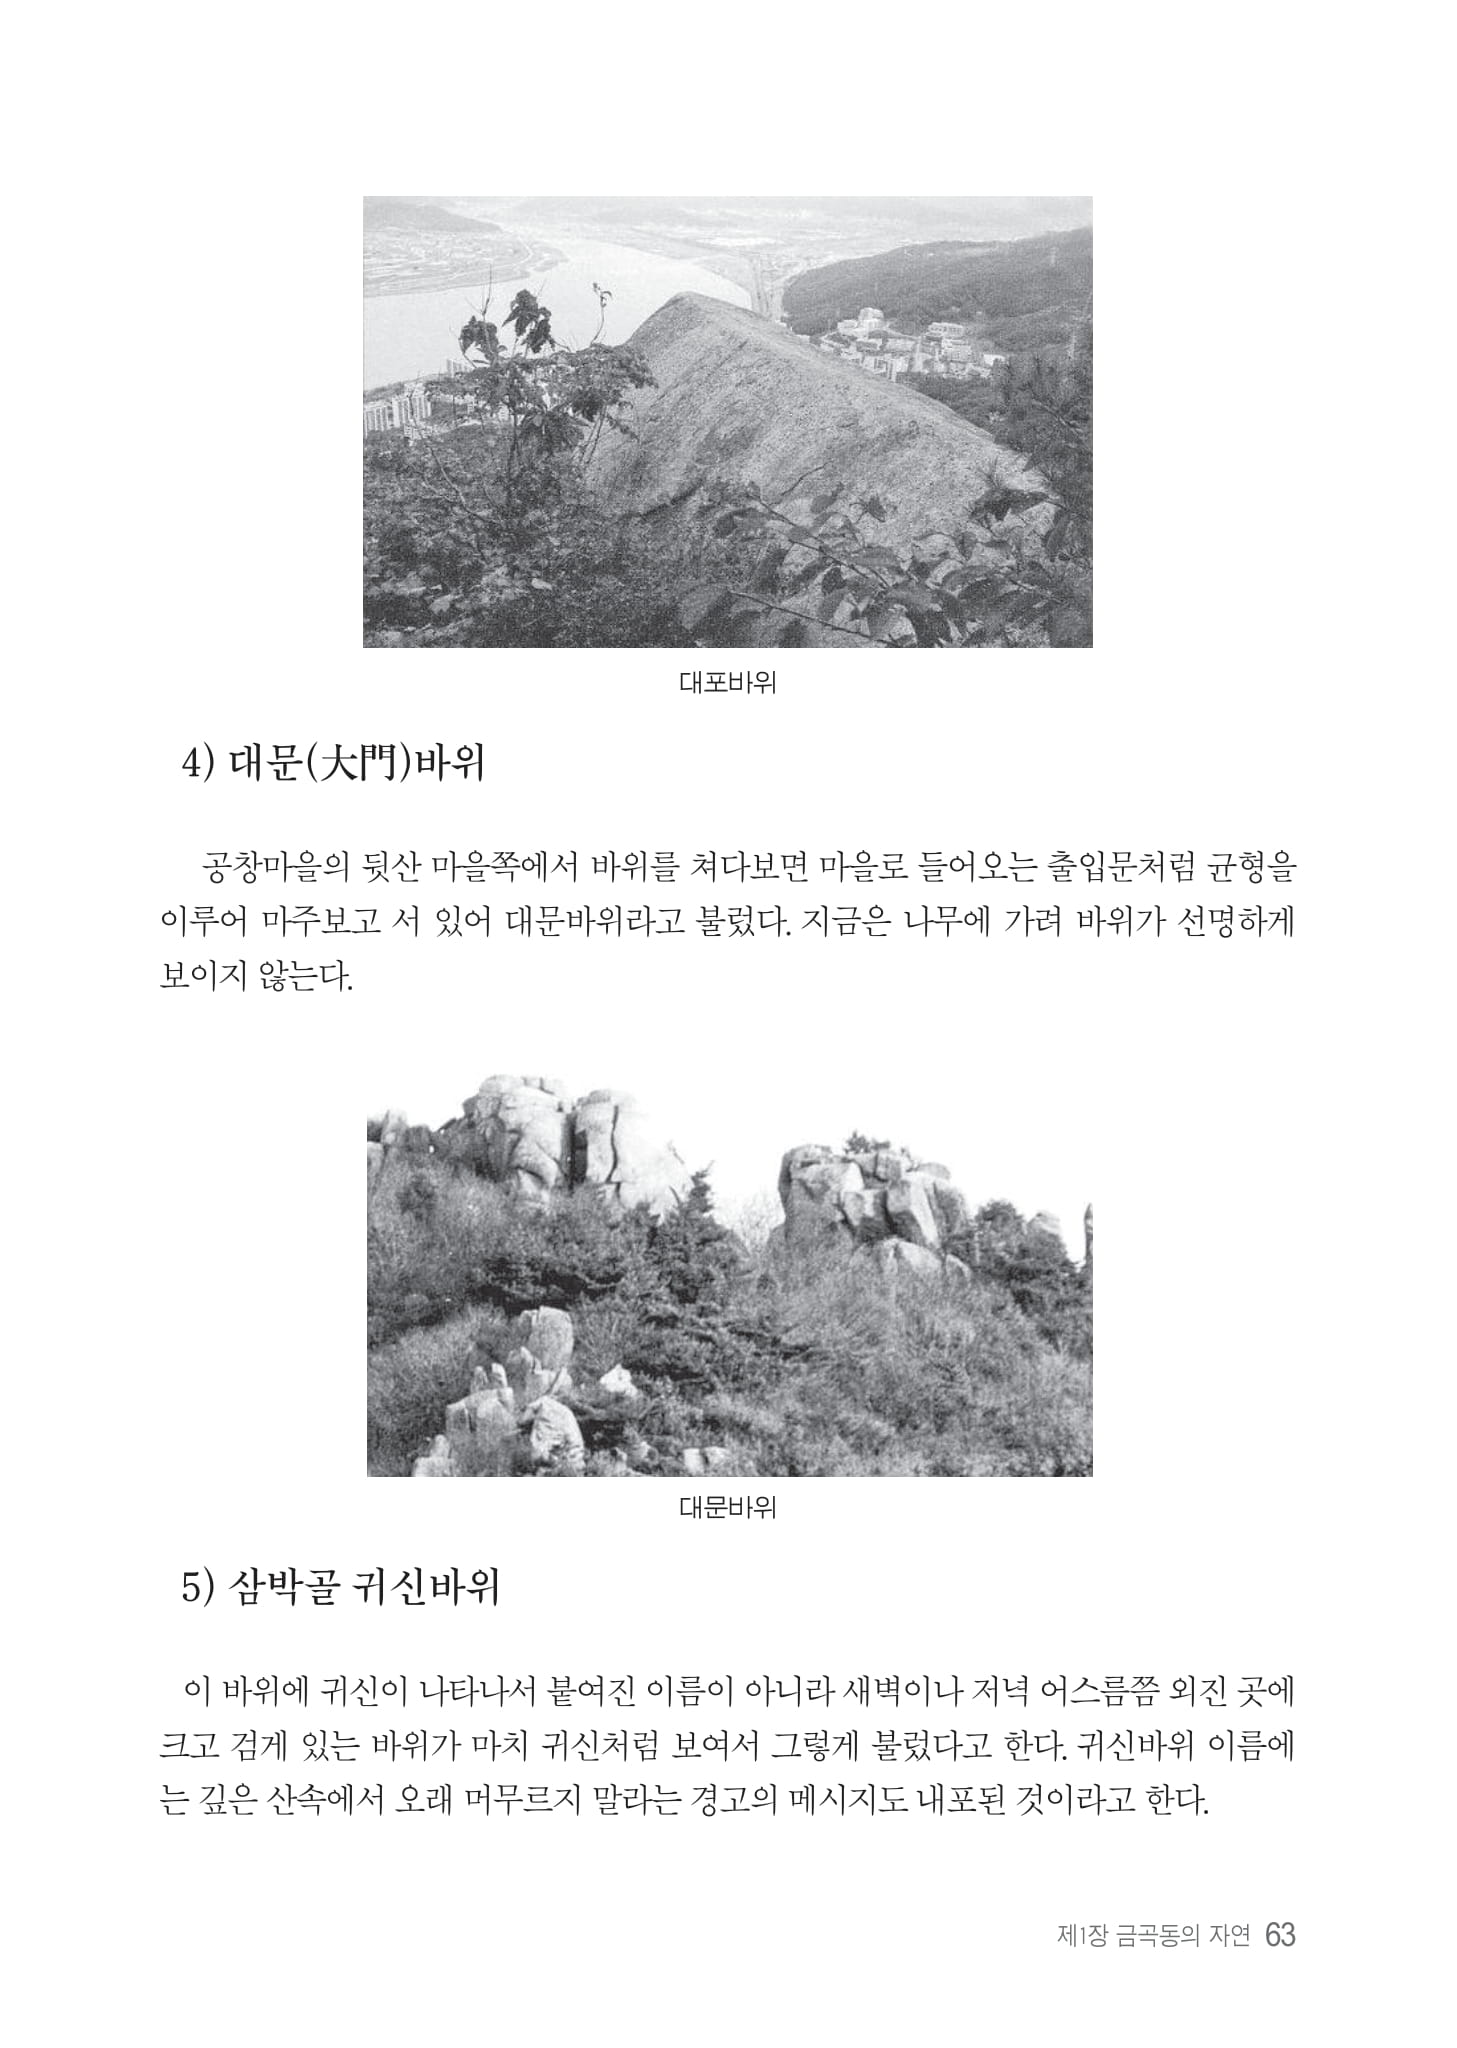 대포바위
4) 대문(大門)바위
공창마을의 뒷산 마을쪽에서 바위를 쳐다보면 마을로 들어오는 출입문처럼 균형을
이루어 마주보고 서 있어 대문바위라고 불렀다. 지금은 나무에 가려 바위가 선명하게
보이지 않는다.
대문바위
5) 삼박골 귀신바위
이 바위에 귀신이 나타나서 붙여진 이름이 아니라 새벽이나 저녁 어스름쯤 외진 곳에
크고 검게 있는 바위가 마치 귀신처럼 보여서 그렇게 불렀다고 한다. 귀신바위 이름에
는 깊은 산속에서 오래 머무르지 말라는 경고의 메시지도 내포된 것이라고 한다.
제1장 금곡동의 자연 63